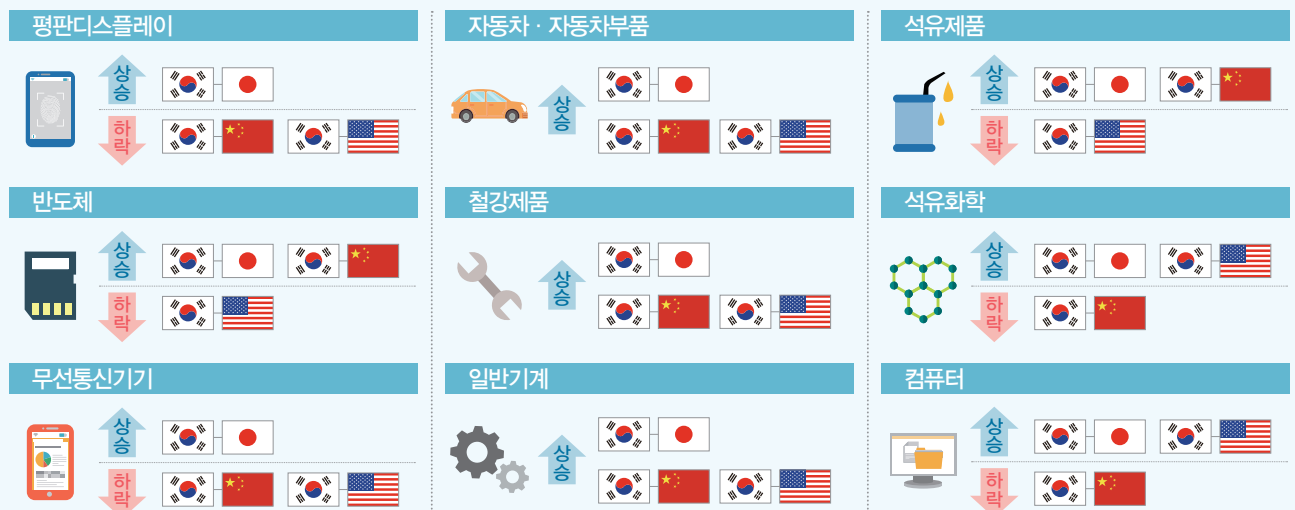 평판디스플레이
상승
하락
자동차 · 자동차부품
상승
석유제품
상승
하락
반도체
상승
하락
철강제품
상승
석유화학
상승
하락
무선통신기기
상승
하락
일반기계
상승
컴퓨터
상승
하락